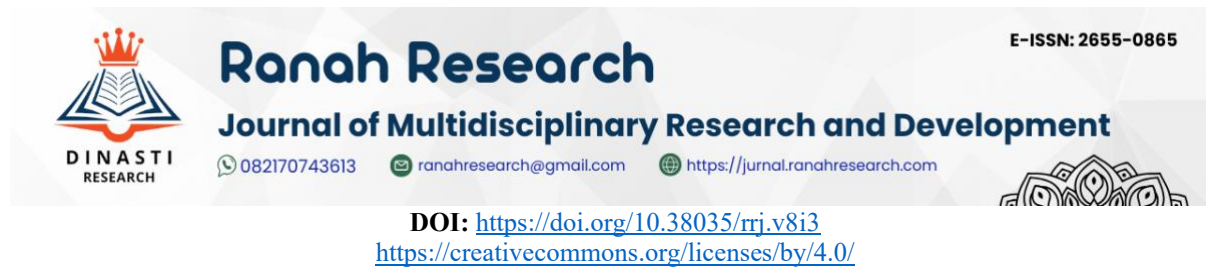 E-ISSN: 2655-0865
Ranah Research
Journal of Multidisciplinary Research and Development
DINASTI
RESEARCH
082170743613 ranahresearch@gmail.com https://jurnal.ranahresearch.com
DOI: https://doi.org/10.38035/rrj.v8i3
https://creativecommons.org/licenses/by/4.0/